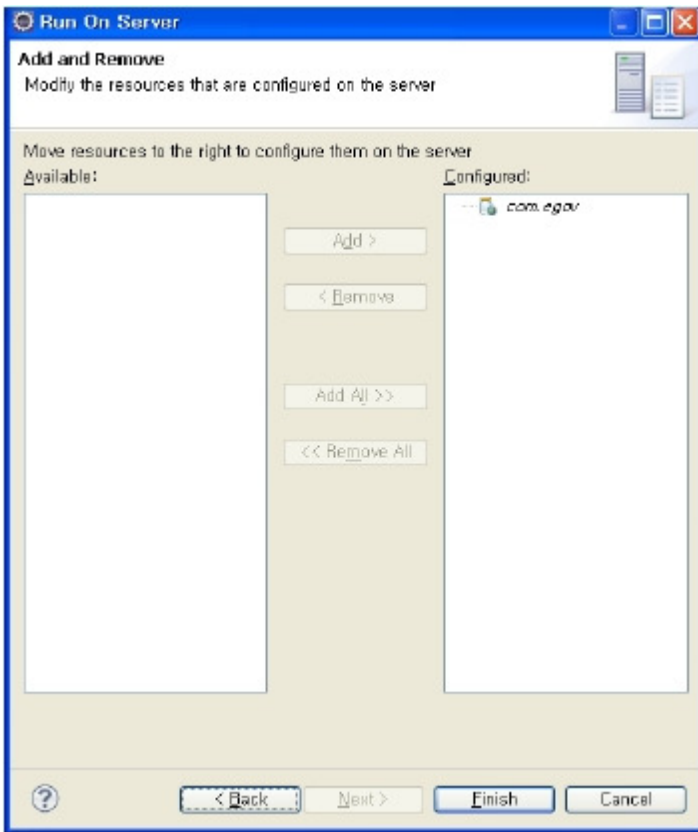 Run On Server
Add and Remove
Modify the resources that are configured on the server
Move resources to the right to configure them on the server
Available:
Configured:
com.egov
Add >
< Remove
Add All >>
<< Remove All
?
< Back
Next >
Finish
Cancel